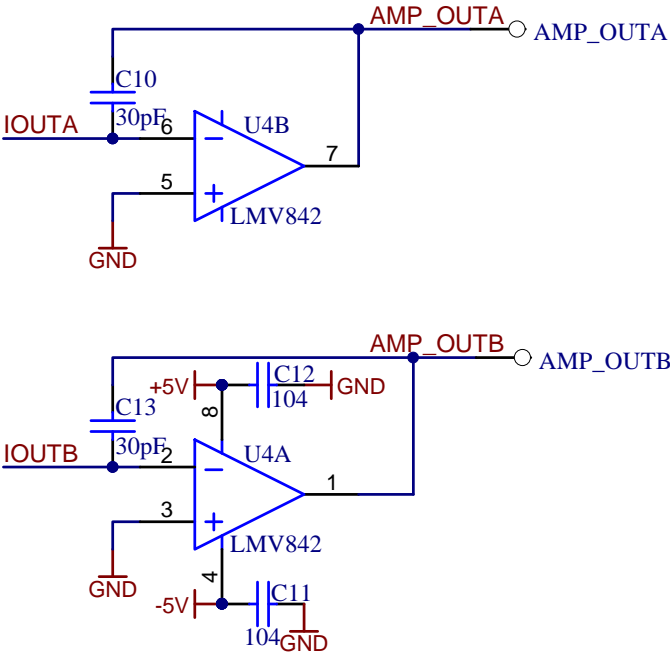 AMP_OUTA
AMP_OUTA
C10
30pF
IOUTA
6
U4B
7
5
LMV842
GND
AMP_OUTB
AMP_OUTB
+5V
C12
GND
104
8
C13
30pF
IOUTB
2
U4A
1
3
LMV842
GND
4
-5V
C11
104
GND